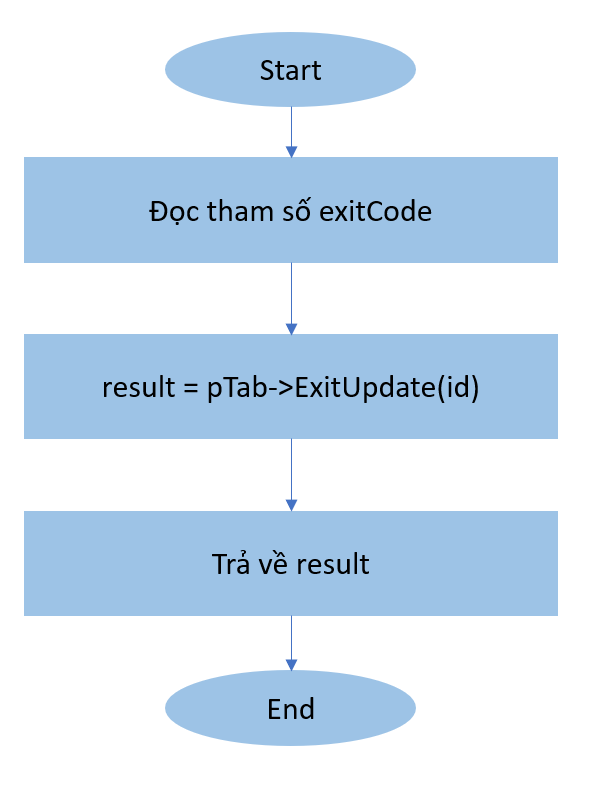 Start
Đọc tham số exitCode
result = pTab->ExitUpdate(id)
Trả về result
End